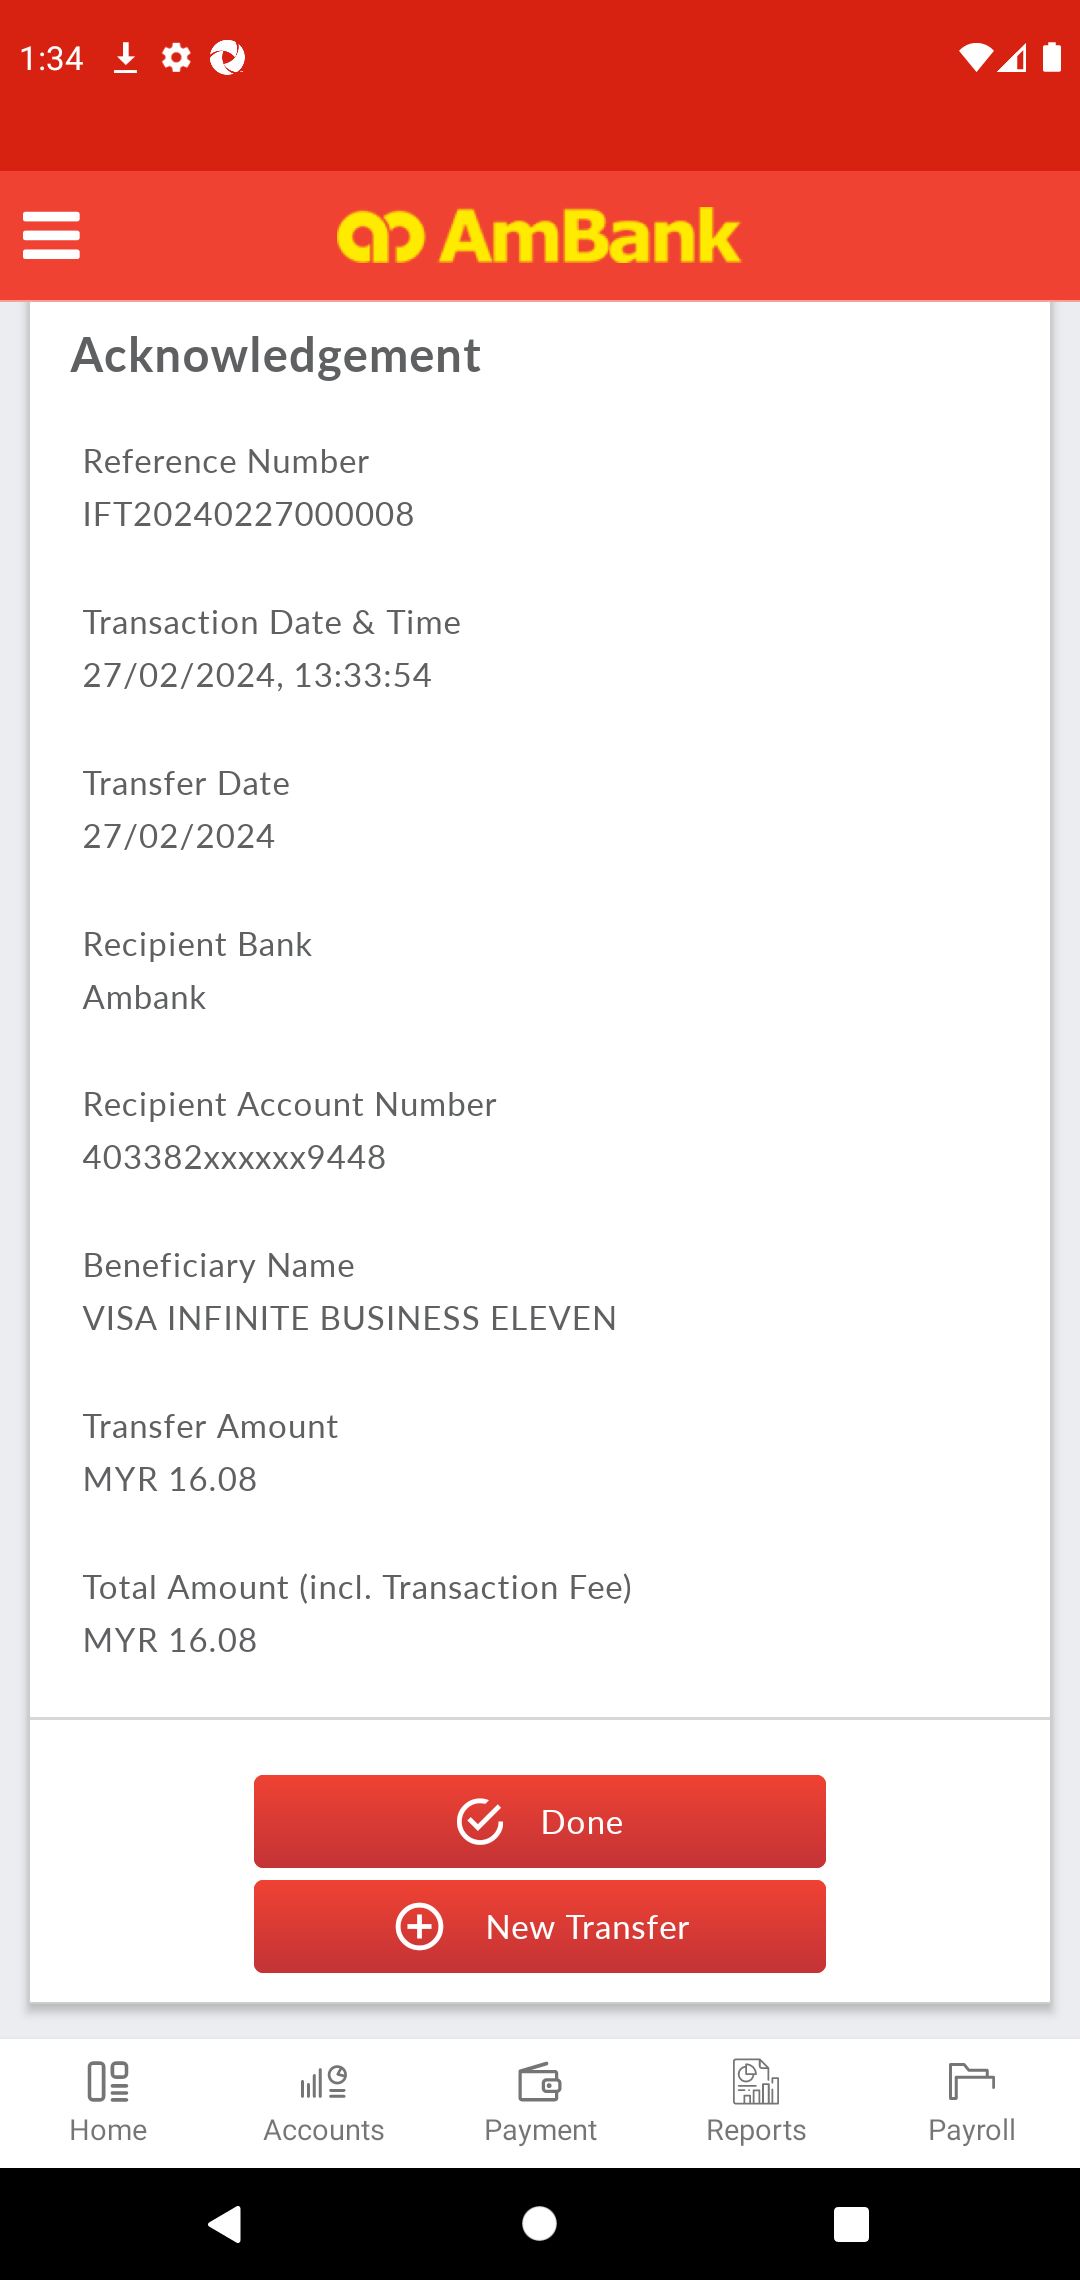 1:34
AmBank
Acknowledgement
Reference Number
IFT20240227000008
Transaction Date & Time
27/02/2024, 13:33:54
Transfer Date
27/02/2024
Recipient Bank
Ambank
Recipient Account Number
403382xxxxxx9448
Beneficiary Name
VISA INFINITE BUSINESS ELEVEN
Transfer Amount
MYR 16.08
Total Amount (incl. Transaction Fee)
MYR 16.08
Done
New Transfer
Home Accounts Payment Reports Payroll